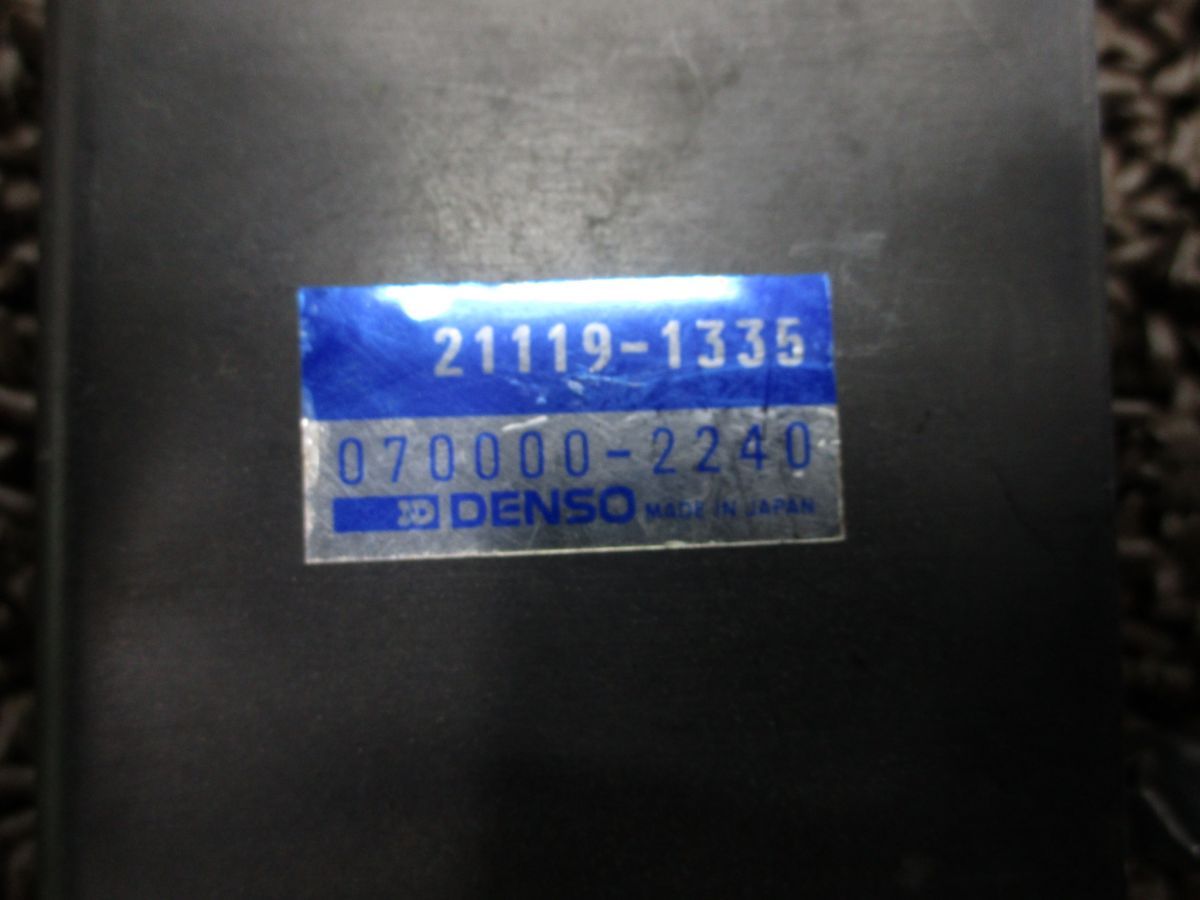 21119-1335
070000-2240
DENSO MADE IN JAPAN